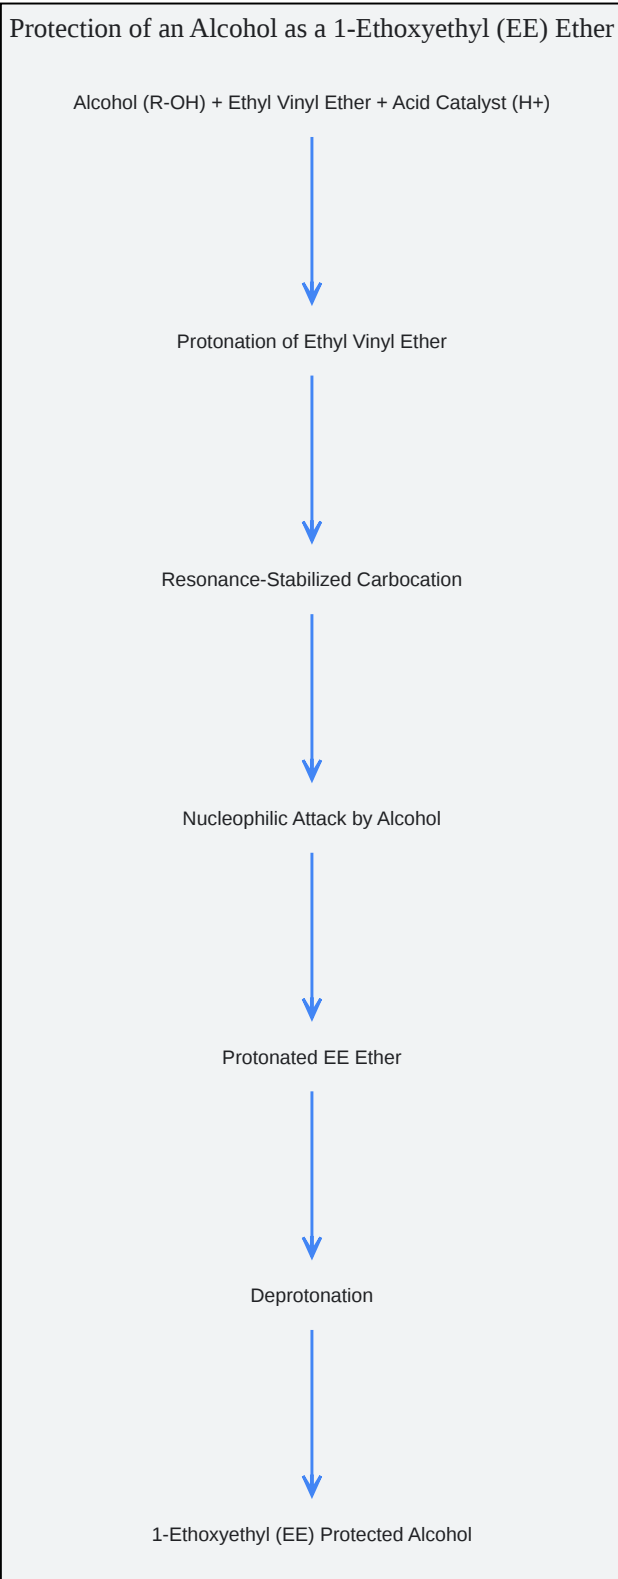 Protection of an Alcohol as a 1-Ethoxyethyl (EE) Ether
Alcohol (R-OH) + Ethyl Vinyl Ether + Acid Catalyst (H+)
Protonation of Ethyl Vinyl Ether
Resonance-Stabilized Carbocation
Nucleophilic Attack by Alcohol
Protonated EE Ether
Deprotonation
1-Ethoxyethyl (EE) Protected Alcohol